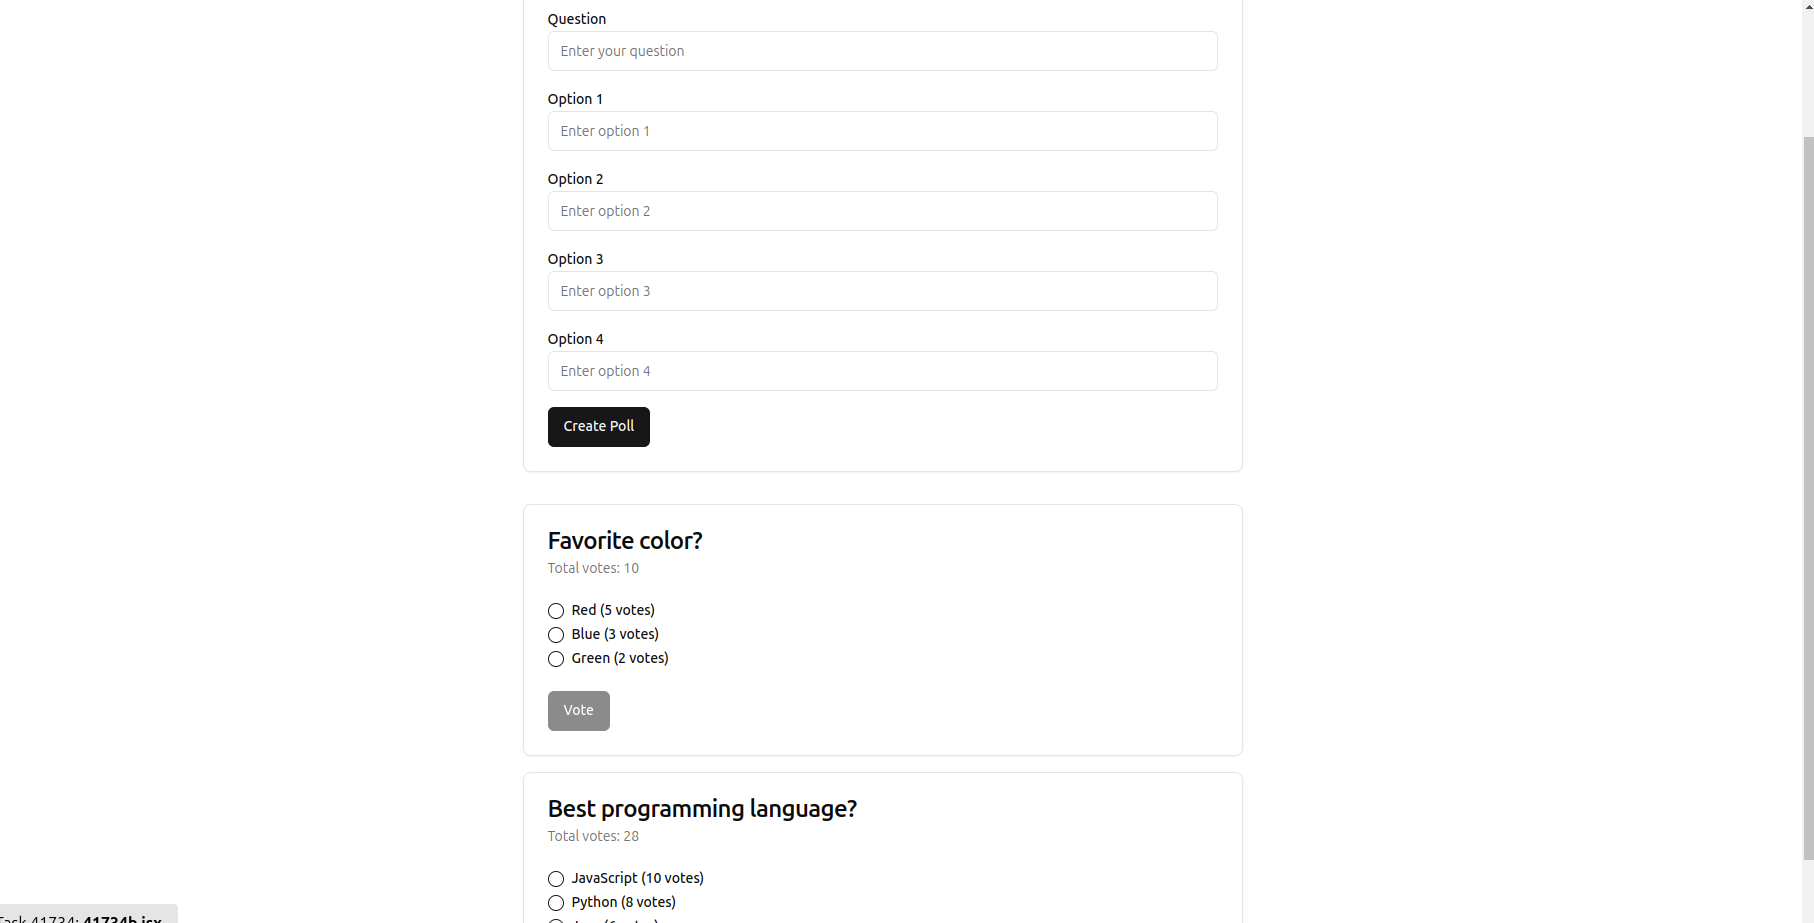 Question
Enter your question
Option 1
Enter option 1
Option 2
Enter option 2
Option 3
Enter option 3
Option 4
Enter option 4
Create Poll
Favorite color?
Total votes: 10
Red (5 votes)
Blue (3 votes)
Green (2 votes)
Vote
Best programming language?
Total votes: 28
JavaScript (10 votes)
Python (8 votes)
Task 41734: 41734b.jsx